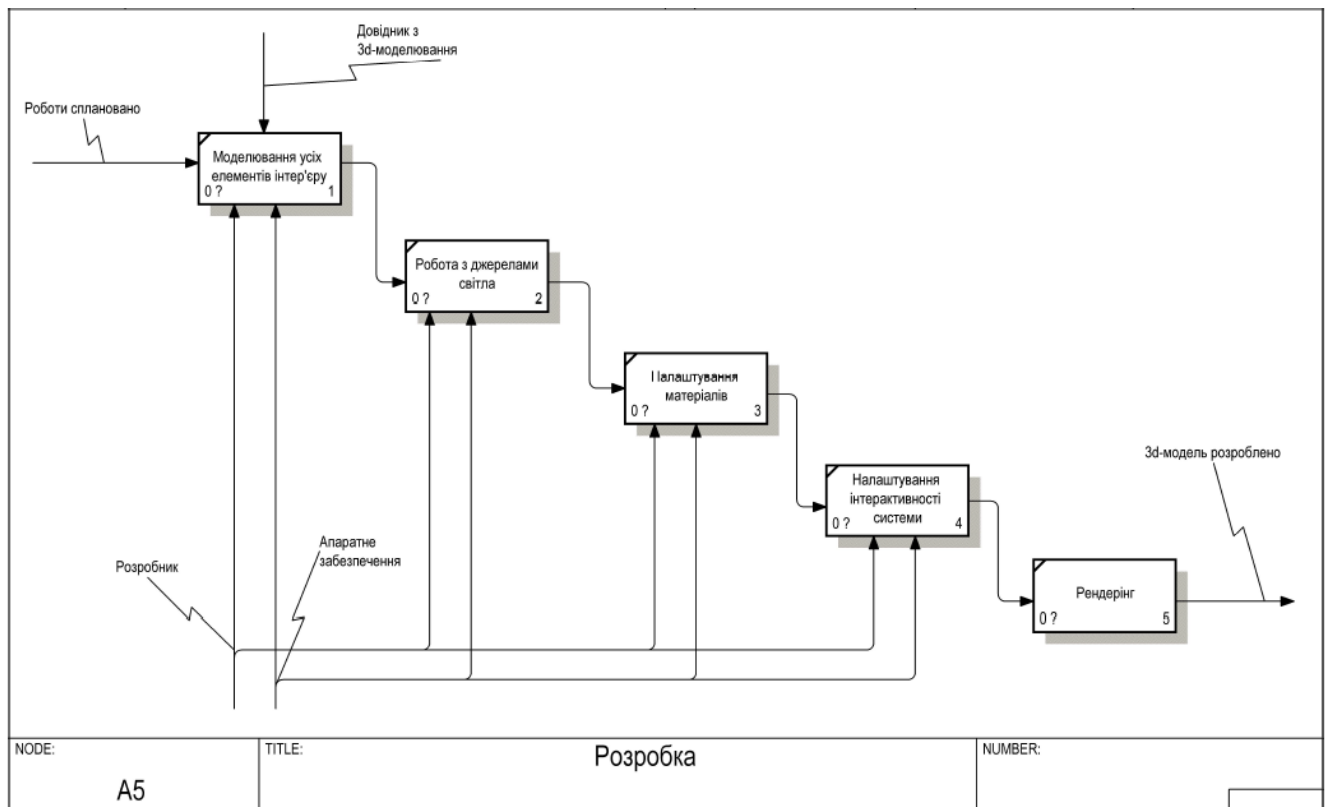 Довідник з
3d-моделювання
Роботи сплановано
Моделювання усіх
елементів інтер'єру
0 ? 1
Робота з джерелами
світла
0 ? 2
Налаштування
матеріалів
0 ? 3
3d-модель розроблено
Налаштування
інтерактивності
системи
0 ? 4
Апаратне
забезпечення
Розробник
Рендерінг
0 ? 5
NODE:
A5
TITLE:
Розробка
NUMBER: